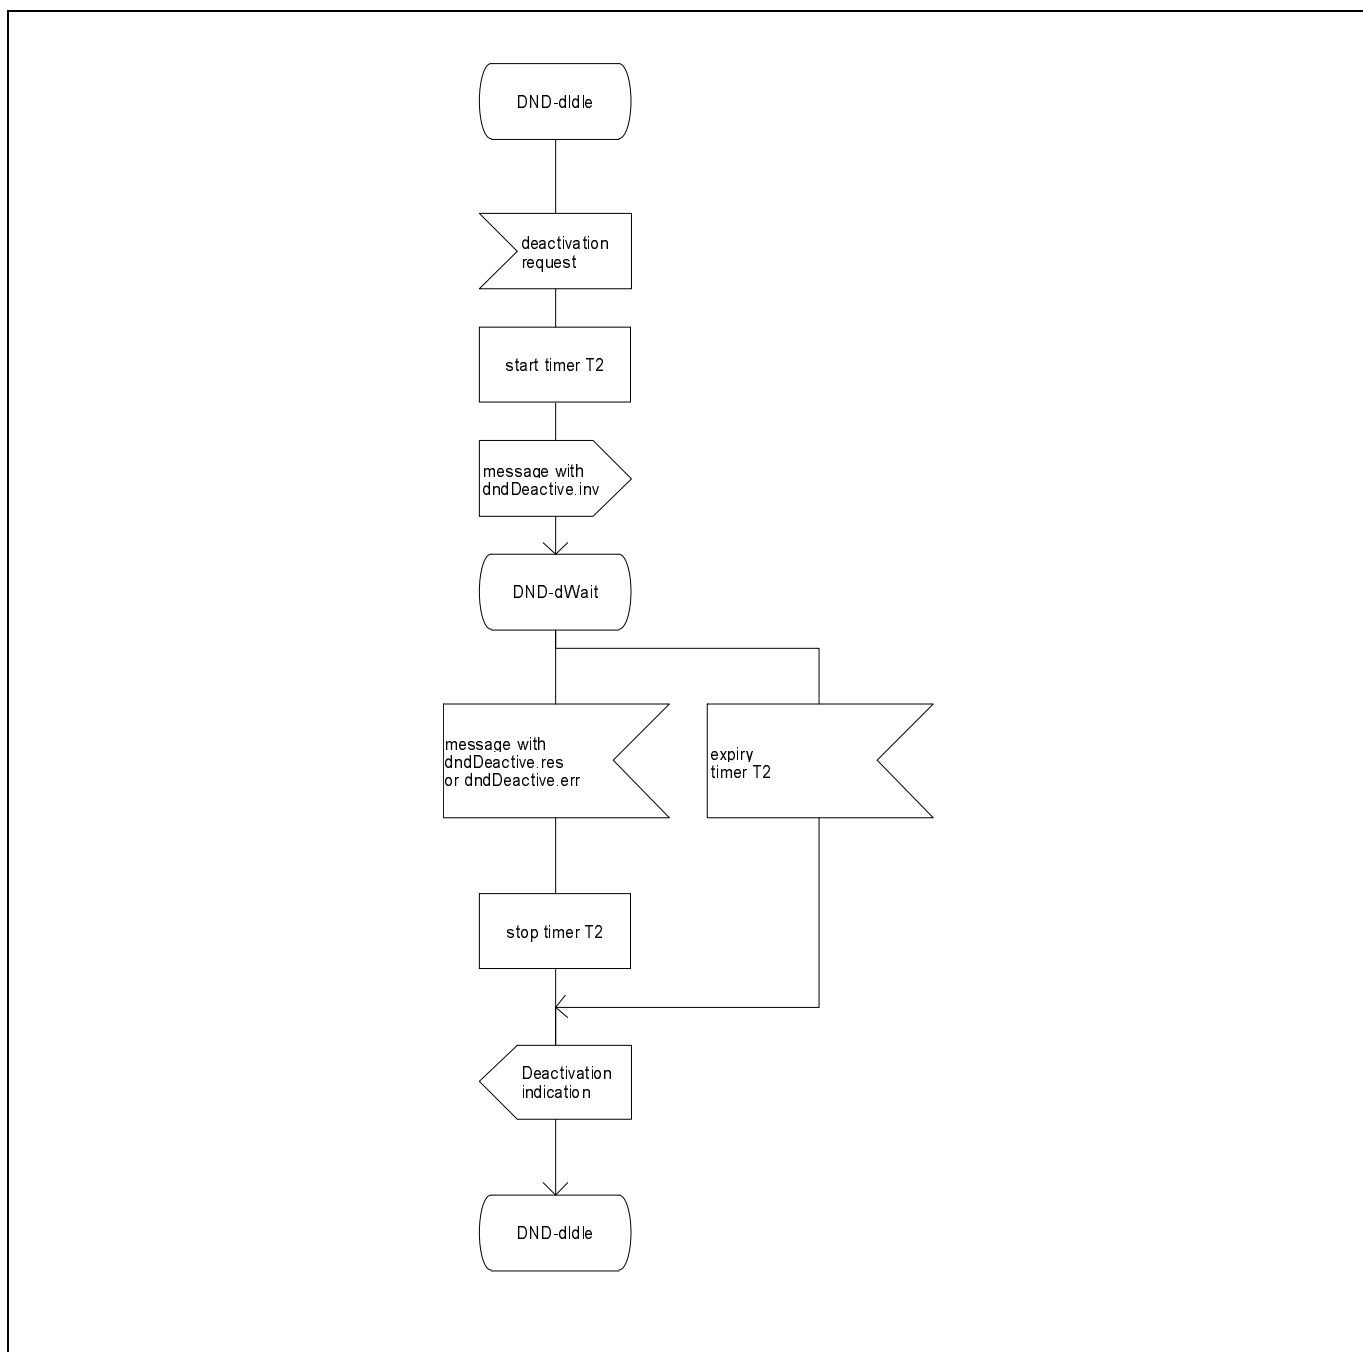 DND-dIdle
deactivation
request
start timer T2
message with
dndDeactive.inv
DND-dWait
message with
dndDeactive.res
or dndDeactive.err
expiry
timer T2
stop timer T2
Deactivation
indication
DND-dIdle